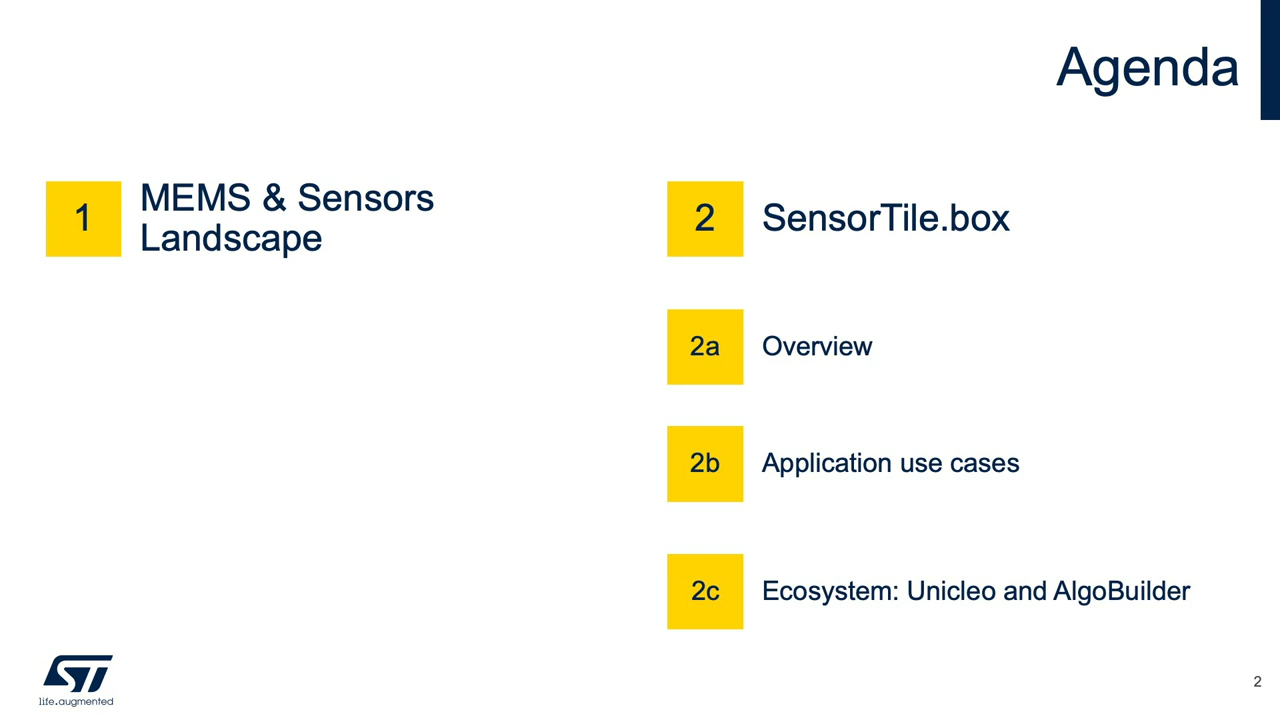 Agenda
1
MEMS & Sensors
Landscape
2
SensorTile.box
2a
Overview
2b
Application use cases
2c
Ecosystem: Unicleo and AlgoBuilder
ST
life.augmented
2